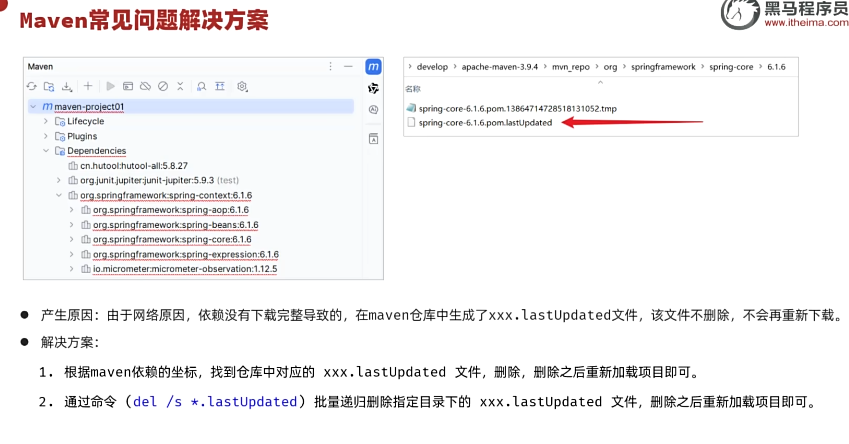 Maven常见问题解决方案
黑马程序员
www.itheima.com
Maven
m
m maven-project01
Lifecycle
Plugins
Dependencies
cn.hutool:hutool-all:5.8.27
org.junit.jupiter:junit-jupiter:5.9.3 (test)
org.springframework:spring-context:6.1.6
org.springframework:spring-aop:6.1.6
org.springframework:spring-beans:6.1.6
org.springframework:spring-core:6.1.6
org.springframework:spring-expression:6.1.6
io.micrometer:micrometer-observation:1.12.5
› develop › apache-maven-3.9.4 › mvn_repo › org › springframework › spring-core › 6.1.6
名称
spring-core-6.1.6.pom.13864714728518131052.tmp
spring-core-6.1.6.pom.lastUpdated
● 产生原因：由于网络原因，依赖没有下载完整导致的，在maven仓库中生成了xxx.lastUpdated文件，该文件不删除，不会再重新下载。
● 解决方案：
1. 根据maven依赖的坐标，找到仓库中对应的 xxx.lastUpdated 文件，删除，删除之后重新加载项目即可。
2. 通过命令 (del /s *.lastUpdated) 批量递归删除指定目录下的 xxx.lastUpdated 文件，删除之后重新加载项目即可。